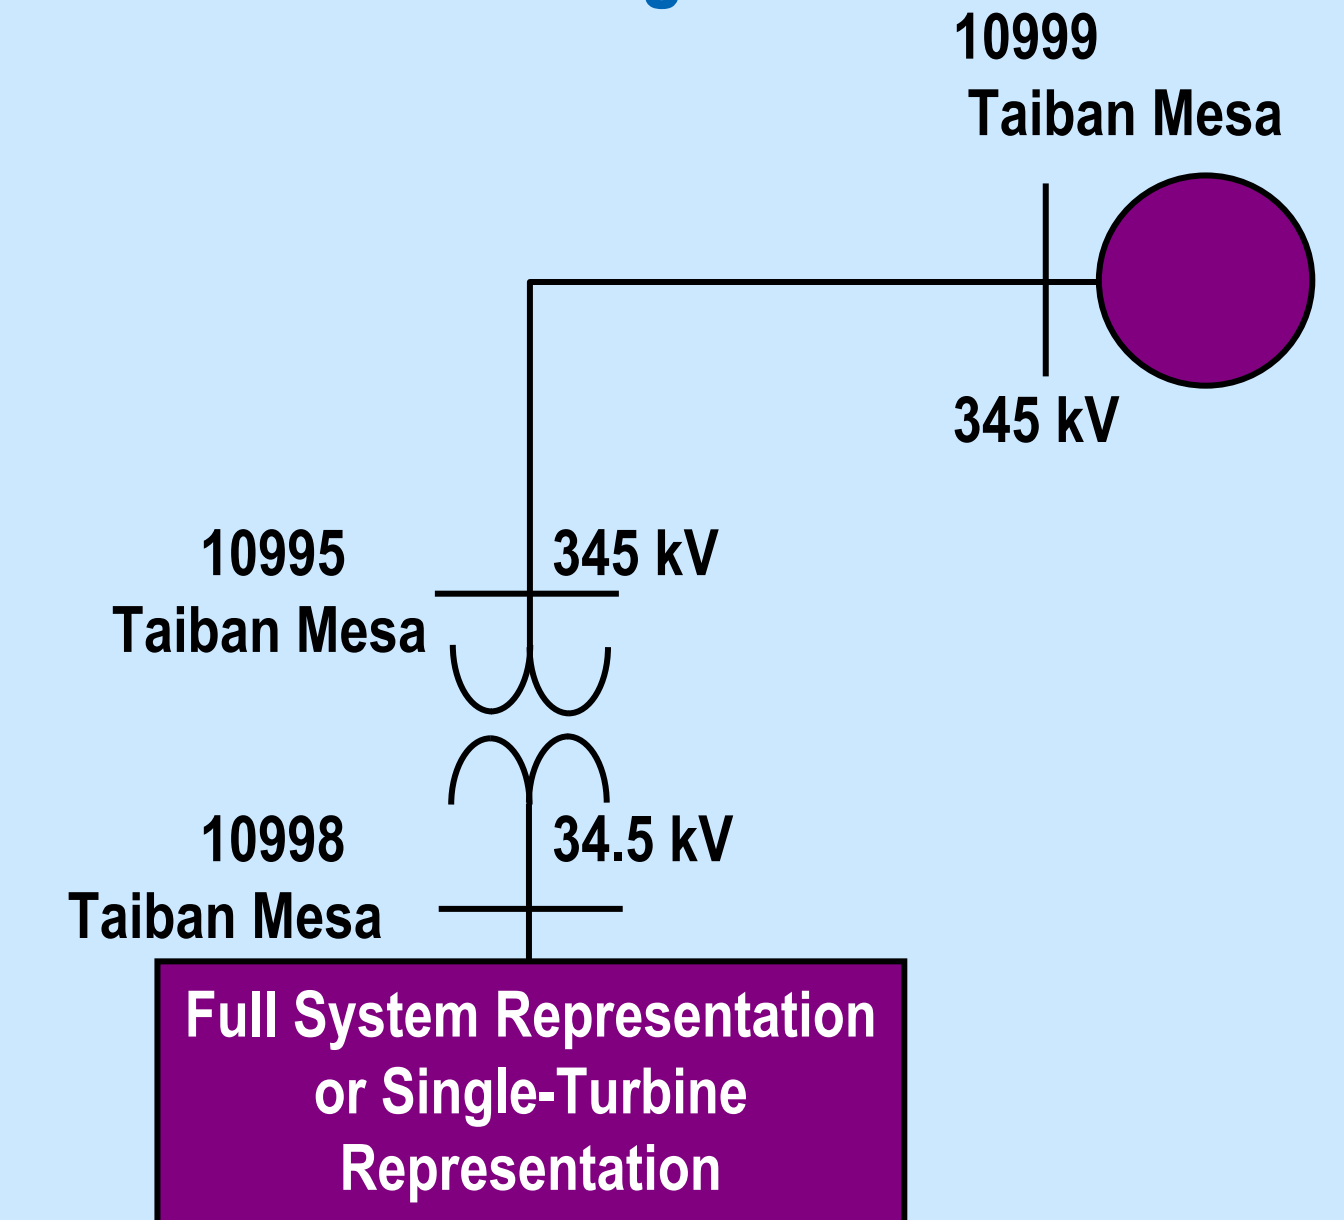 10999
Taiban Mesa
345 kV
10995
345 kV
Taiban Mesa
10998
34.5 kV
Taiban Mesa
Full System Representation
or Single-Turbine
Representation